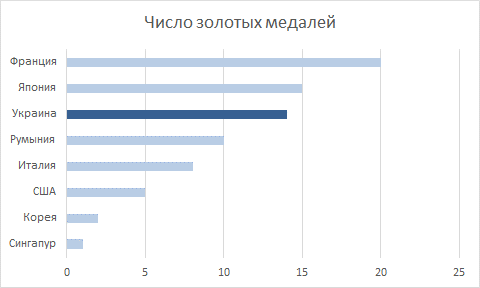 Число золотых медалей
Франция
Япония
Украина
Румыния
Италия
США
Корея
Сингапур
0 5 10 15 20 25